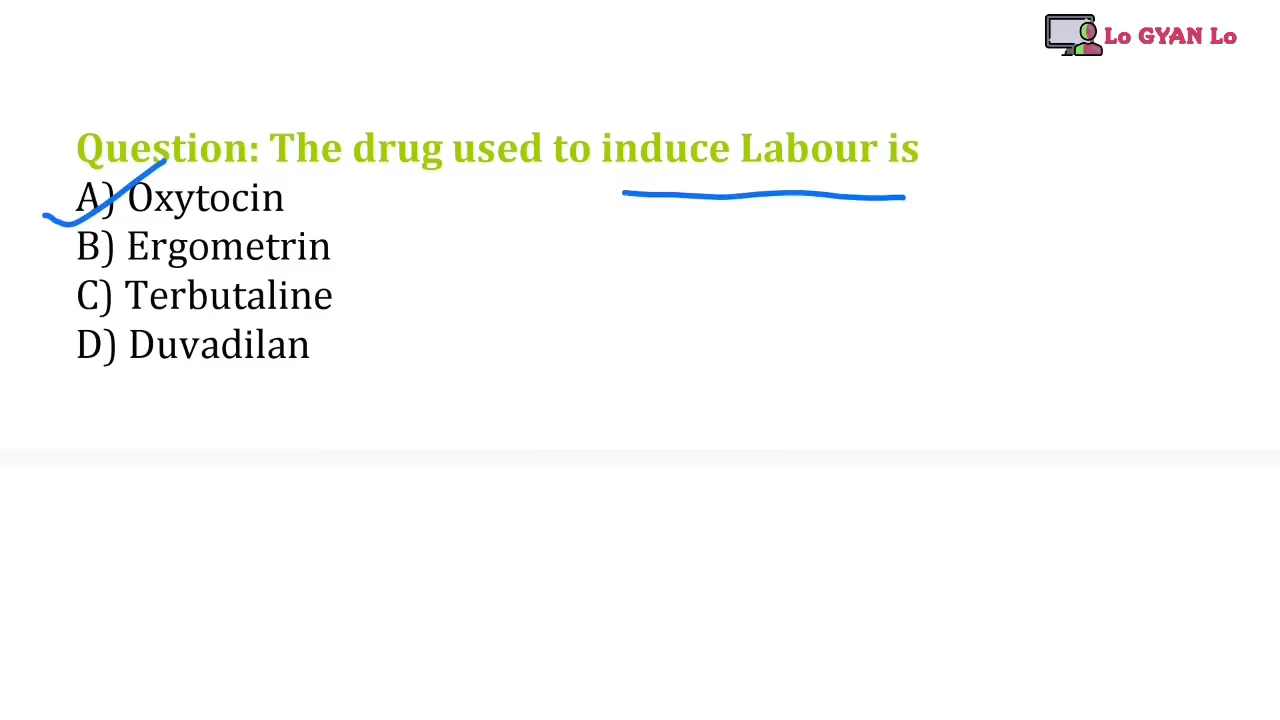 Lo GYAN Lo
Question: The drug used to induce Labour is
A) Oxytocin
B) Ergometrin
C) Terbutaline
D) Duvadilan